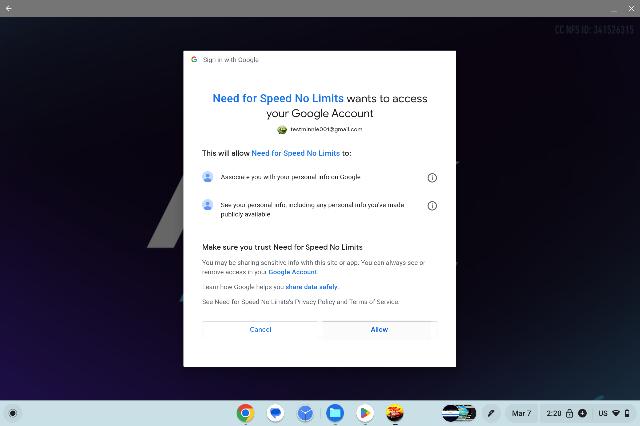 CC NFS ID: 341526315
Sign in with Google
Need for Speed No Limits wants to access
your Google Account
testminnie001@gmail.com
This will allow Need for Speed No Limits to:
Associate you with your personal info on Google
See your personal info, including any personal info you've made
publicly available
Make sure you trust Need for Speed No Limits
You may be sharing sensitive info with this site or app. You can always see or
remove access in your Google Account.
Learn how Google helps you share data safely.
See Need for Speed No Limits's Privacy Policy and Terms of Service.
Cancel
Allow
Mar 7
2:20
US